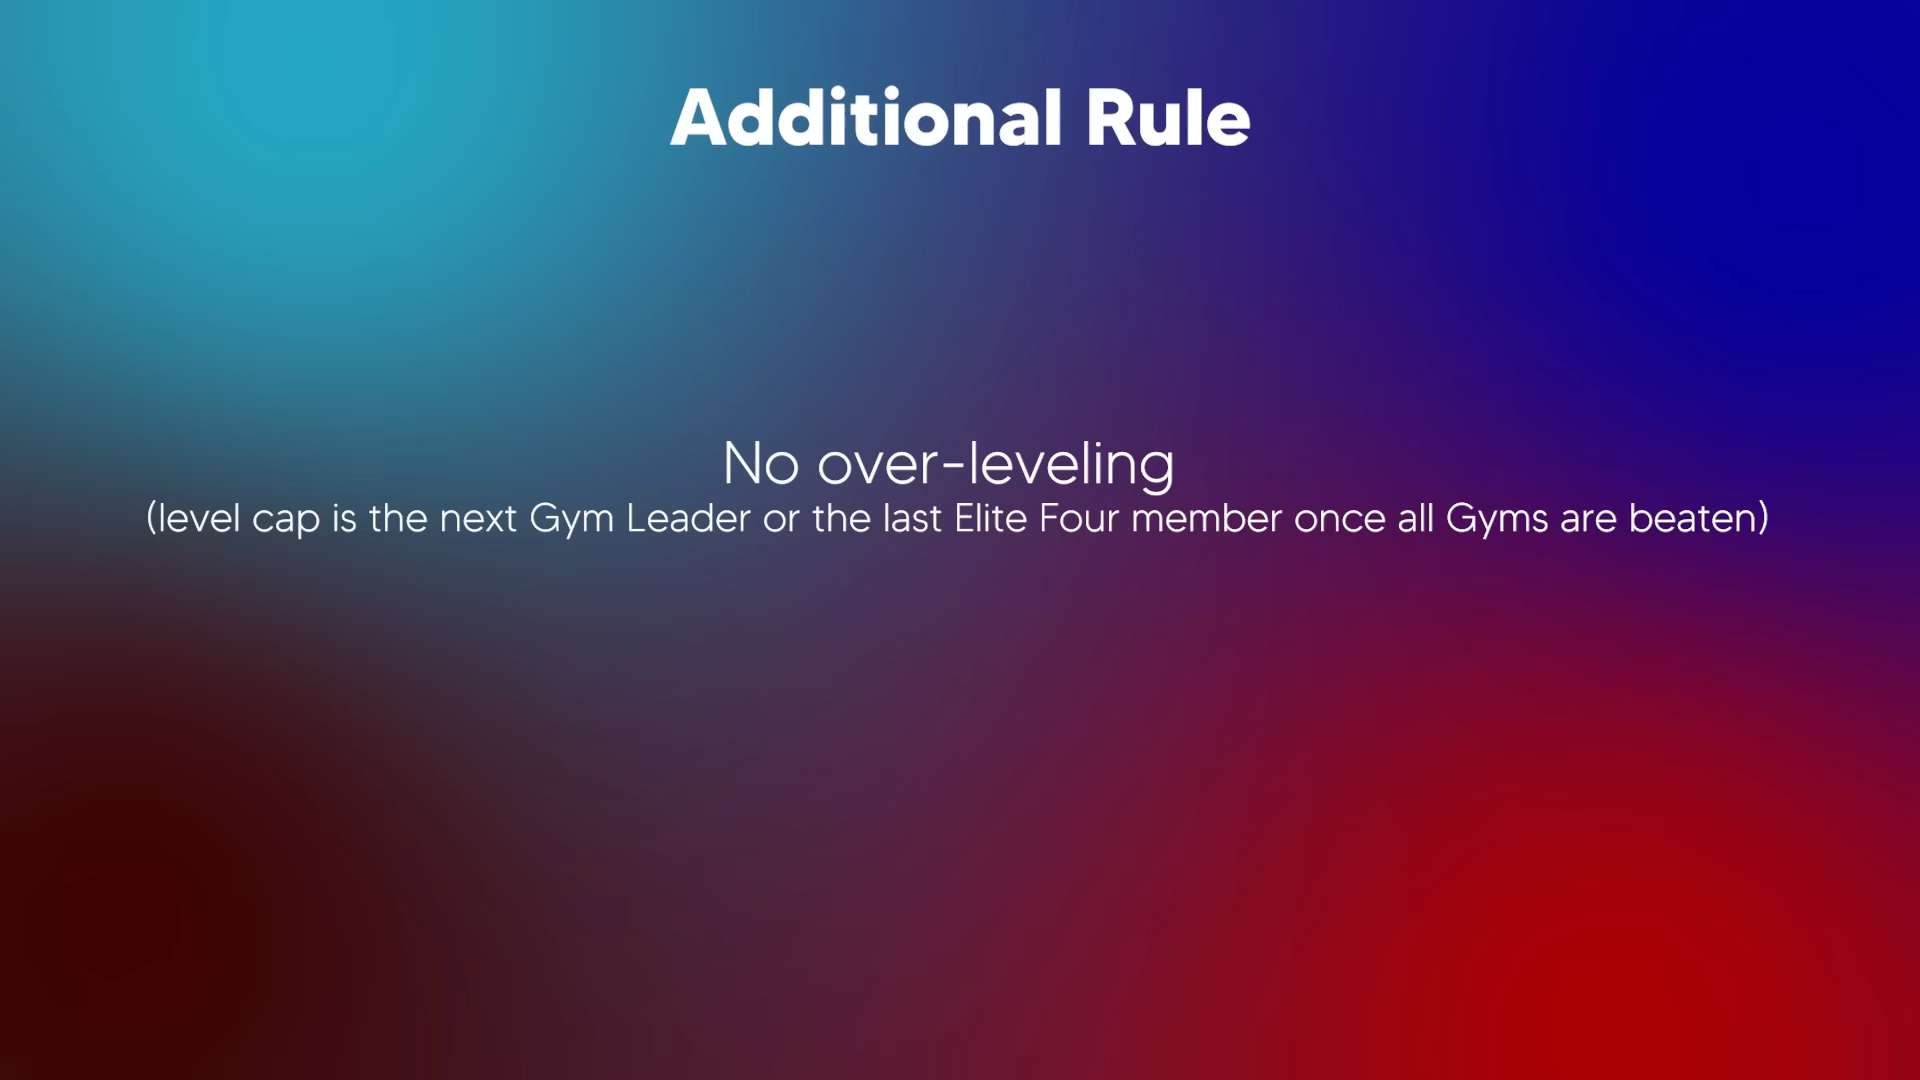 Additional Rule
No over-leveling
(level cap is the next Gym Leader or the last Elite Four member once all Gyms are beaten)